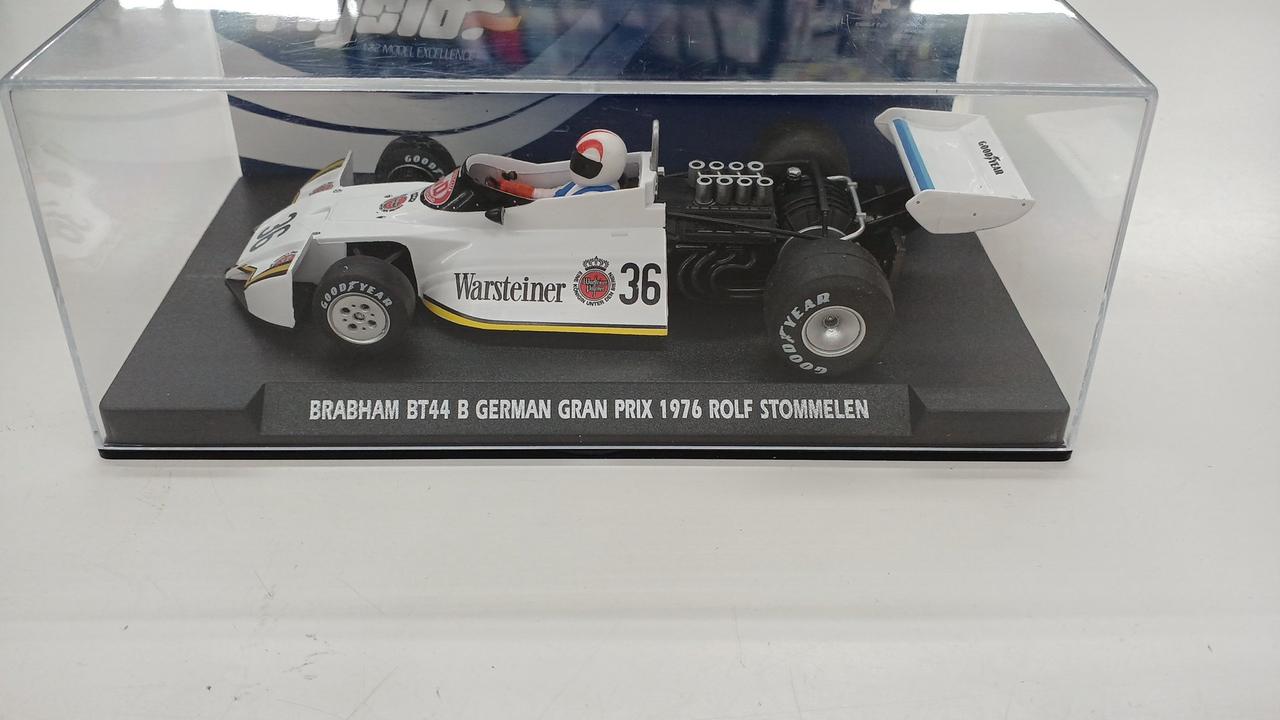 1:32 MODEL EXCELLENCE
GOODYEAR
36
Warsteiner
36
GOODYEAR
GOODYEAR
GOODYEAR
BRABHAM BT44 B GERMAN GRAN PRIX 1976 ROLF STOMMELEN